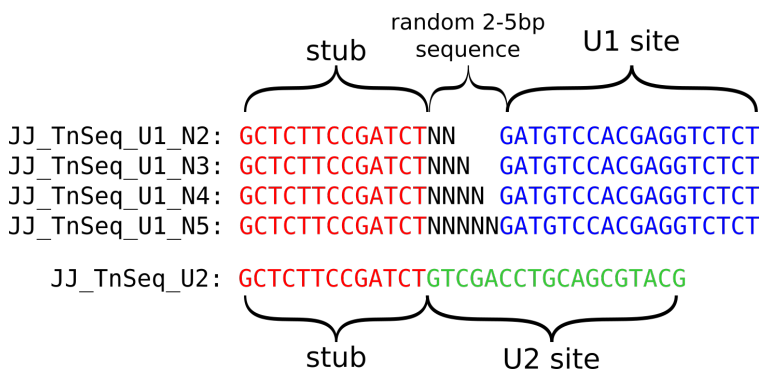 random 2-5bp
sequence
stub
U1 site
JJ_TnSeq_U1_N2: GCTCTTCCGATCTNN   GATGTCCACGAGGTCTCT
JJ_TnSeq_U1_N3: GCTCTTCCGATCTNNN  GATGTCCACGAGGTCTCT
JJ_TnSeq_U1_N4: GCTCTTCCGATCTNNNN GATGTCCACGAGGTCTCT
JJ_TnSeq_U1_N5: GCTCTTCCGATCTNNNNNGATGTCCACGAGGTCTCT
JJ_TnSeq_U2: GCTCTTCCGATCTGTCGACCTGCAGCGTACG
stub
U2 site